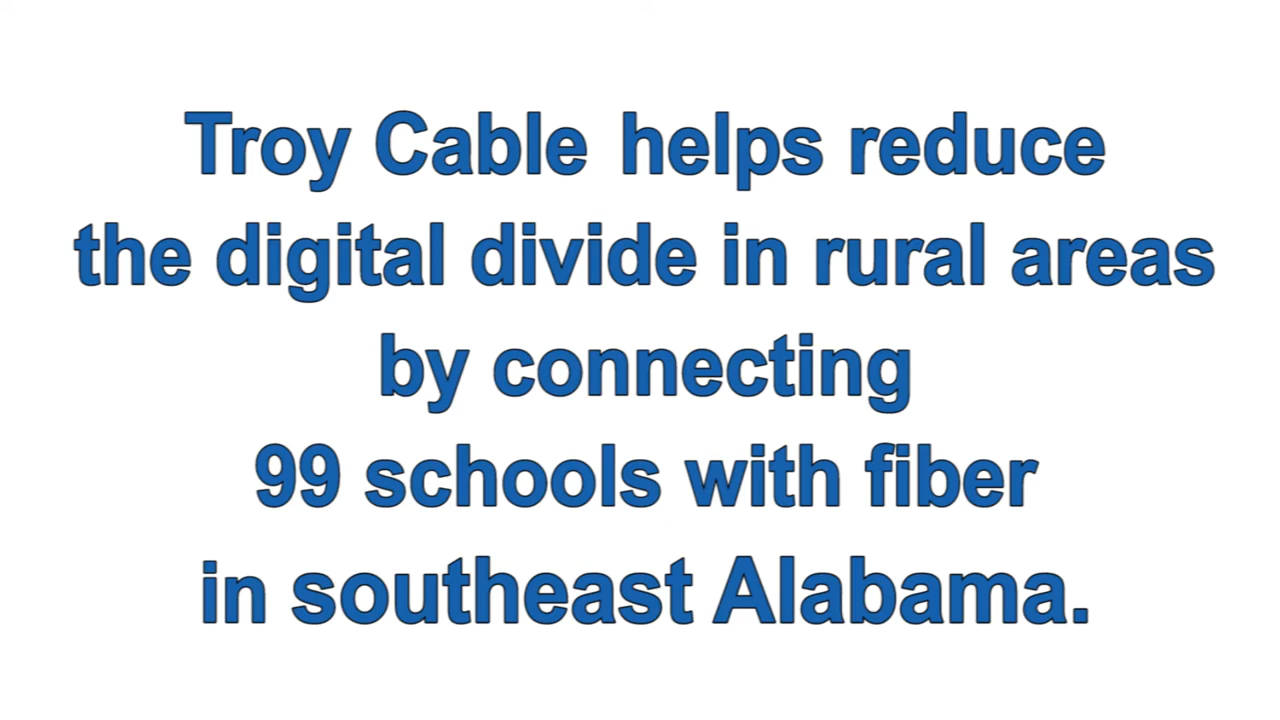 Troy Cable helps reduce
the digital divide in rural areas
by connecting
99 schools with fiber
in southeast Alabama.